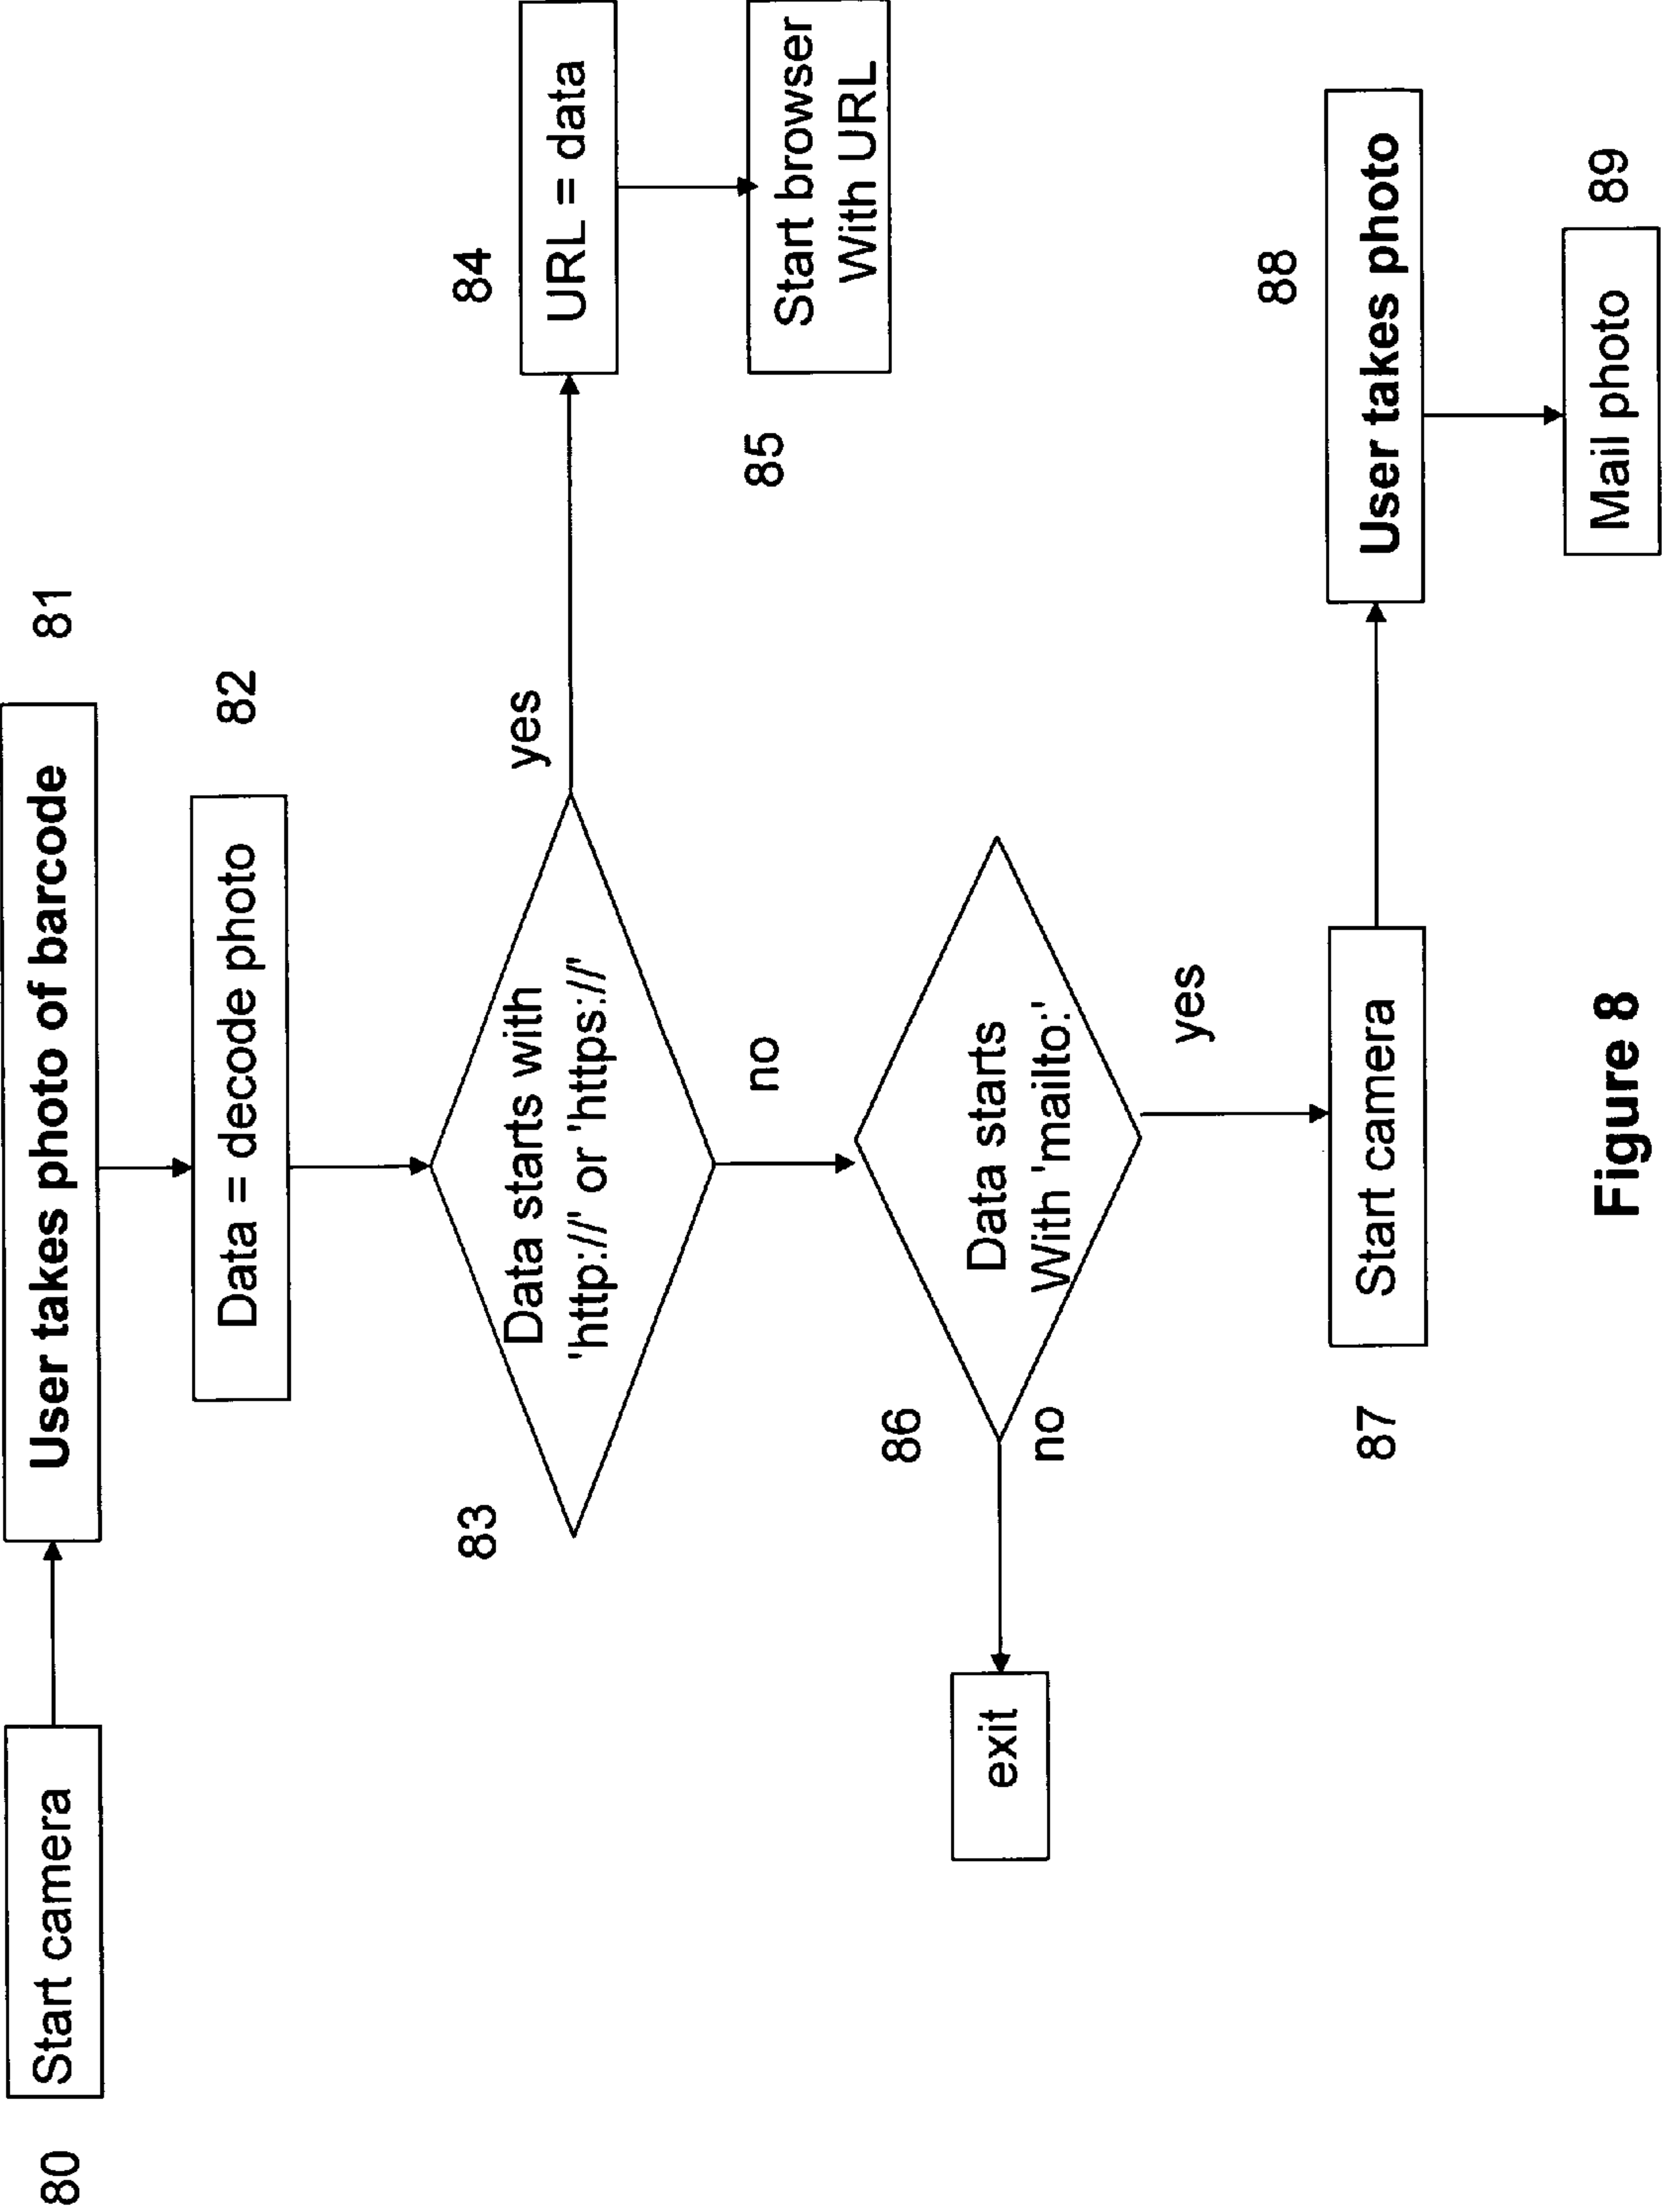 80
Start camera
User takes photo of barcode
81
Data = decode photo
82
83
Data starts with
'http://' or 'https://'
yes
84
URL = data
85
Start browser
With URL
no
86
Data starts
With 'mailto:'
no
exit
yes
87
Start camera
88
User takes photo
Mail photo
89
Figure 8